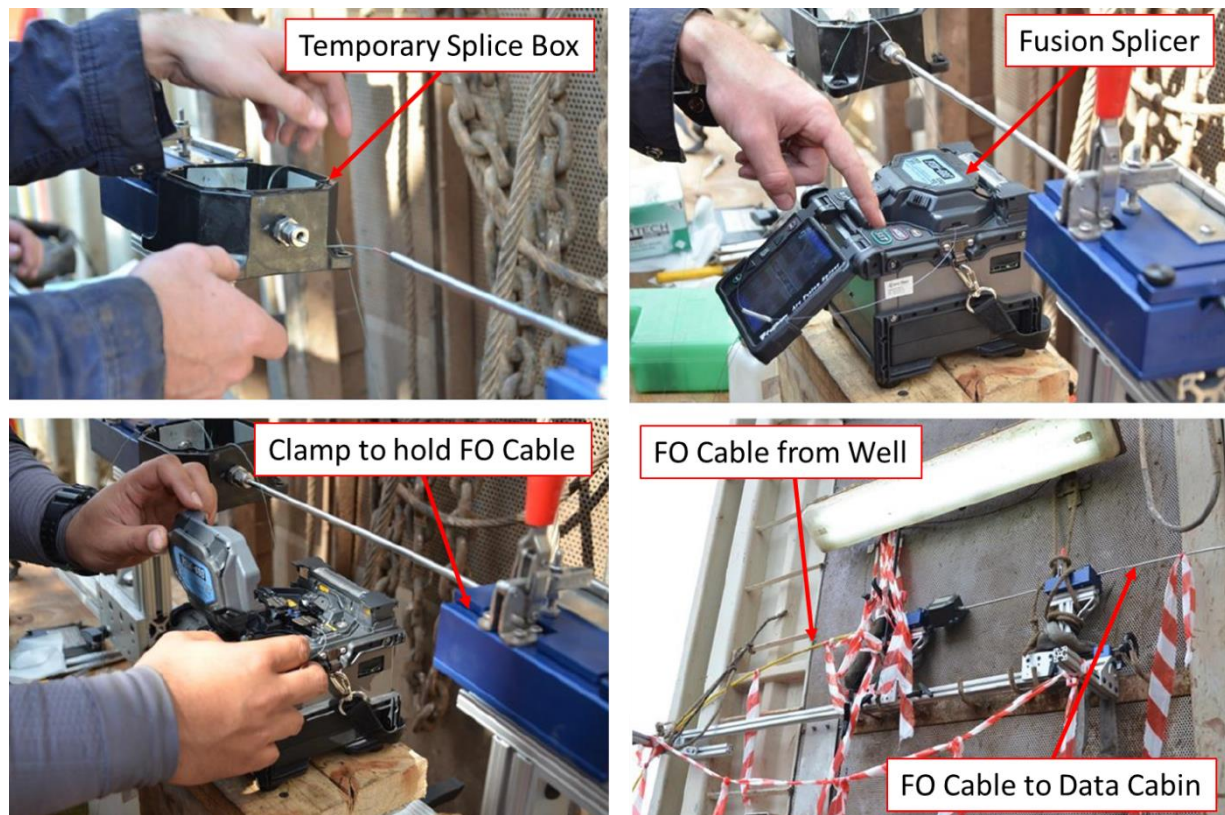 Temporary Splice Box
Fusion Splicer
Clamp to hold FO Cable
FO Cable from Well
FO Cable to Data Cabin